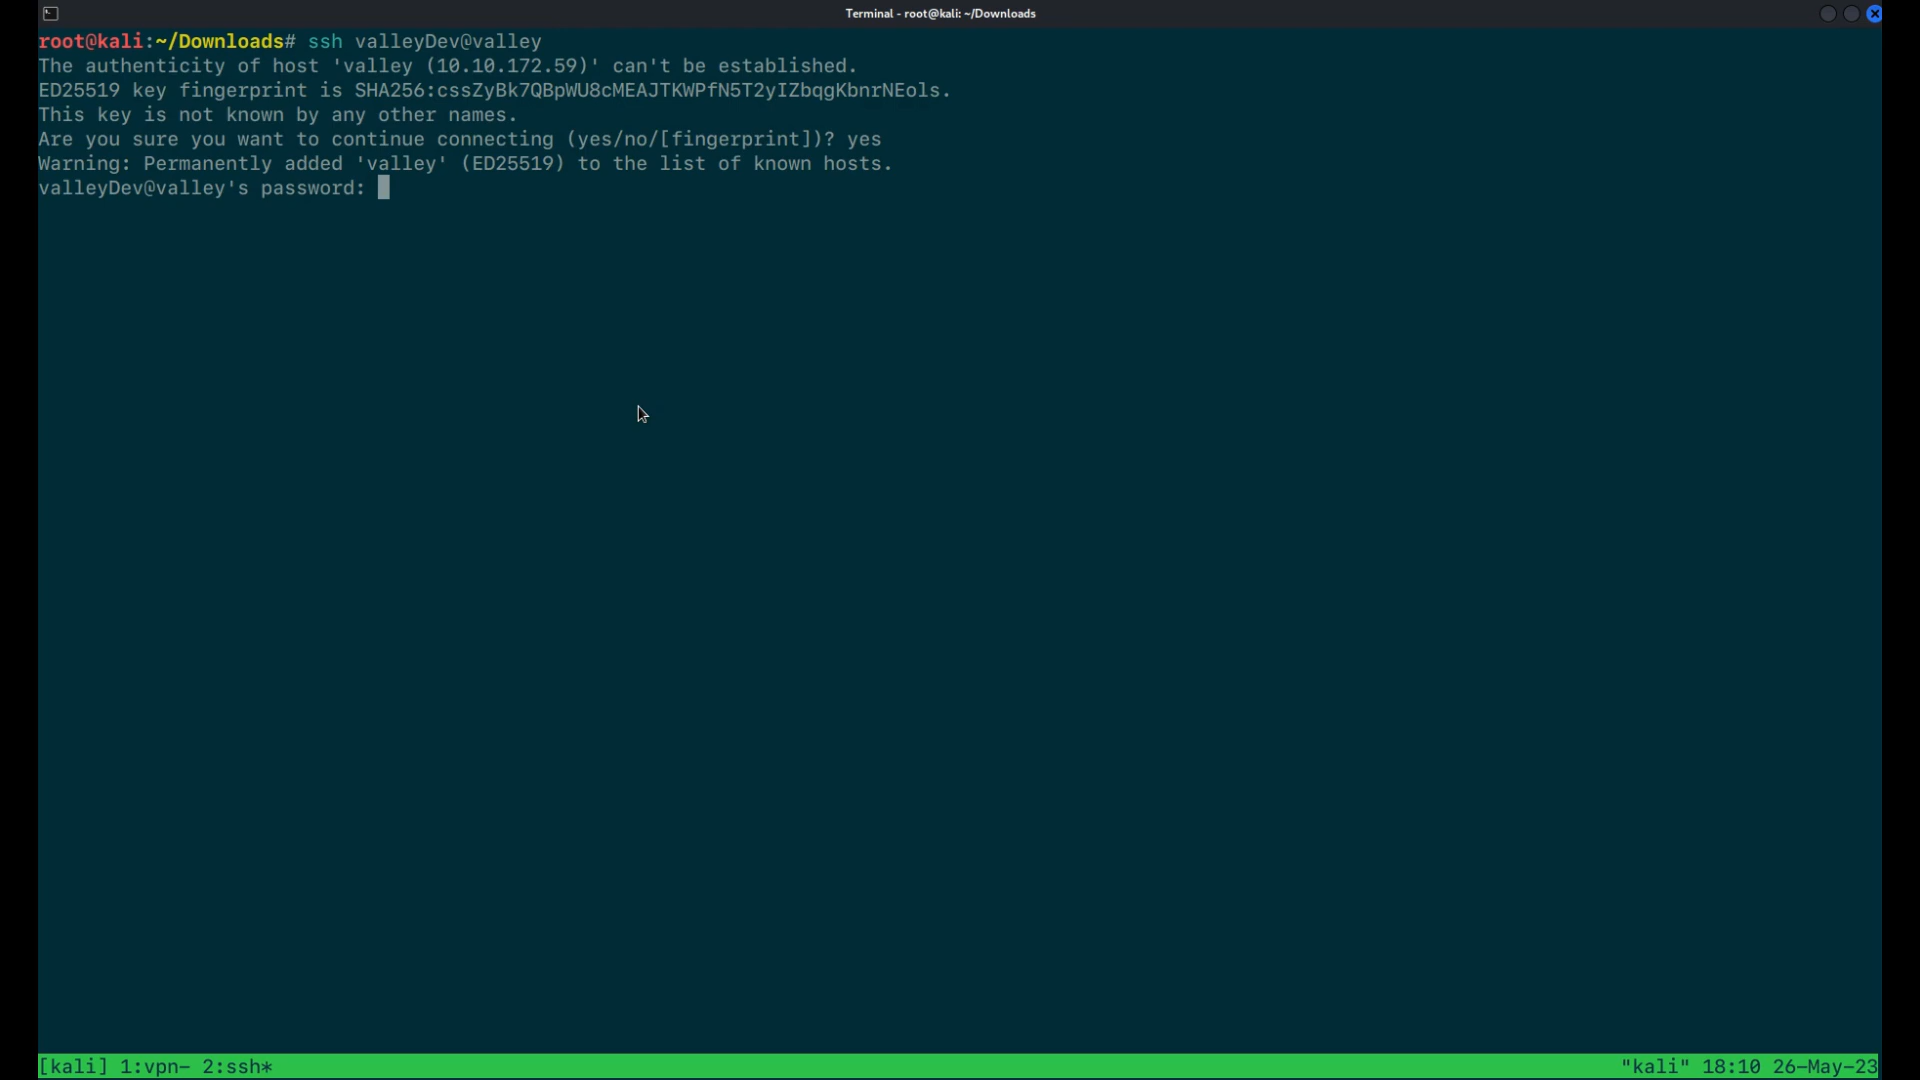 Terminal - root@kali: ~/Downloads
root@kali:~/Downloads# ssh valleyDev@valley
The authenticity of host 'valley (10.10.172.59)' can't be established.
ED25519 key fingerprint is SHA256:cssZyBk7QBpWU8cMEAJTKWPfN5T2yIZbqgKbnrNEols.
This key is not known by any other names.
Are you sure you want to continue connecting (yes/no/[fingerprint])? yes
Warning: Permanently added 'valley' (ED25519) to the list of known hosts.
valleyDev@valley's password:
[kali] 1:vpn- 2:ssh* "kali" 18:10 26-May-23